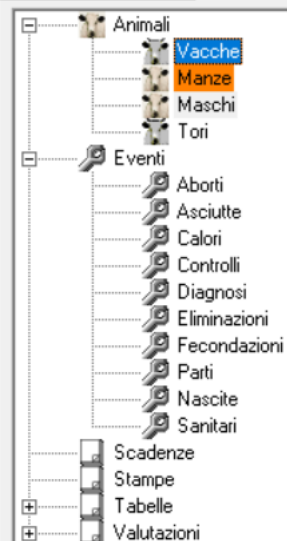 Animali
Vacche
Manze
Maschi
Tori
Eventi
Aborti
Asciutte
Calori
Controlli
Diagnosi
Eliminazioni
Fecondazioni
Parti
Nascite
Sanitari
Scadenze
Stampe
Tabelle
Valutazioni